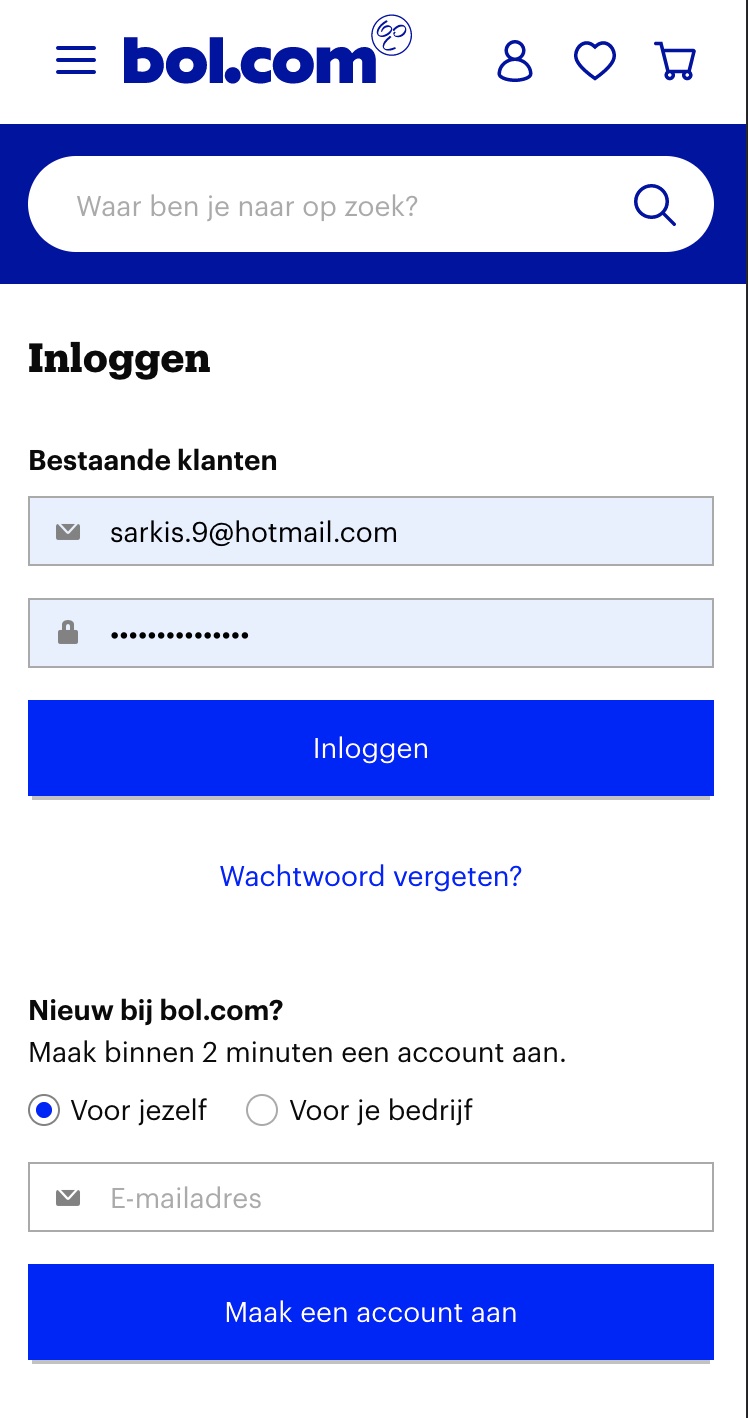 bol.com
Waar ben je naar op zoek?
Inloggen
Bestaande klanten
sarkis.9@hotmail.com
•••••••••••••••
Inloggen
Wachtwoord vergeten?
Nieuw bij bol.com?
Maak binnen 2 minuten een account aan.
Voor jezelf Voor je bedrijf
E-mailadres
Maak een account aan